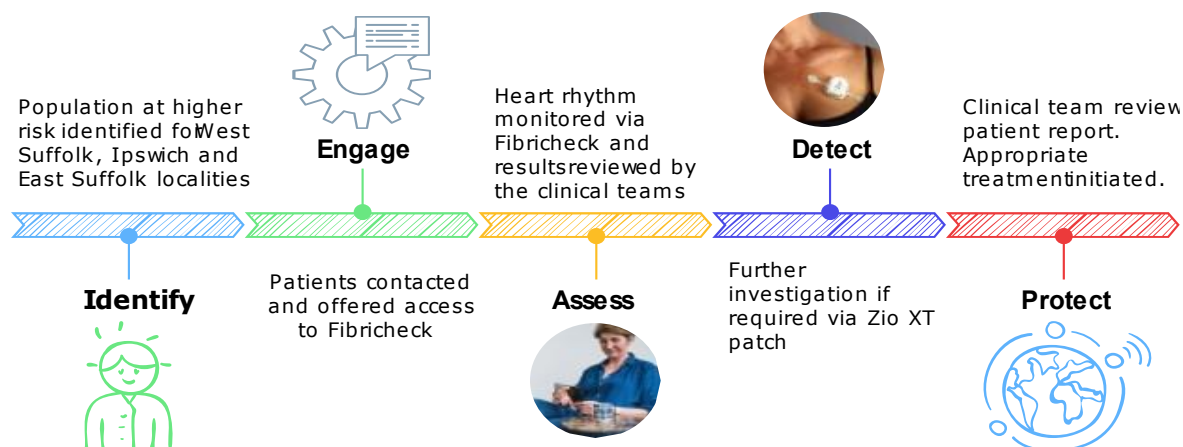 Population at higher
risk identified for West
Suffolk, Ipswich and
East Suffolk localities
Identify
Engage
Patients contacted
and offered access
to Fibricheck
Heart rhythm
monitored via
Fibricheck and
resultsreviewed by
the clinical teams
Assess
Detect
Further
investigation if
required via Zio XT
patch
Clinical team review
patient report.
Appropriate
treatmentinitiated.
Protect